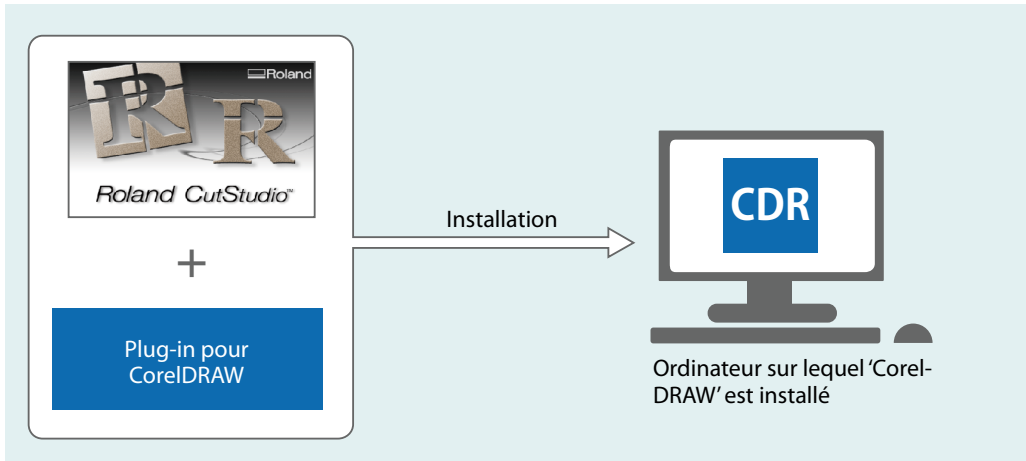 Roland
R
R
Roland CutStudio™
+
Plug-in pour
CorelDRAW
Installation
CDR
Ordinateur sur lequel ‘Corel-
DRAW’ est installé